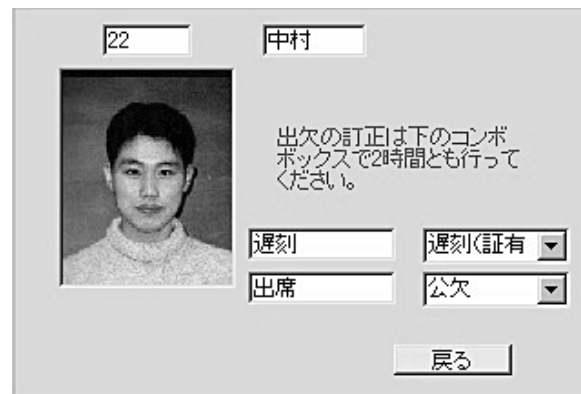 22 中村
出欠の訂正は下のコンボ
ボックスで2時間とも行って
ください。
遅刻 遅刻(証有
出席 公欠
戻る